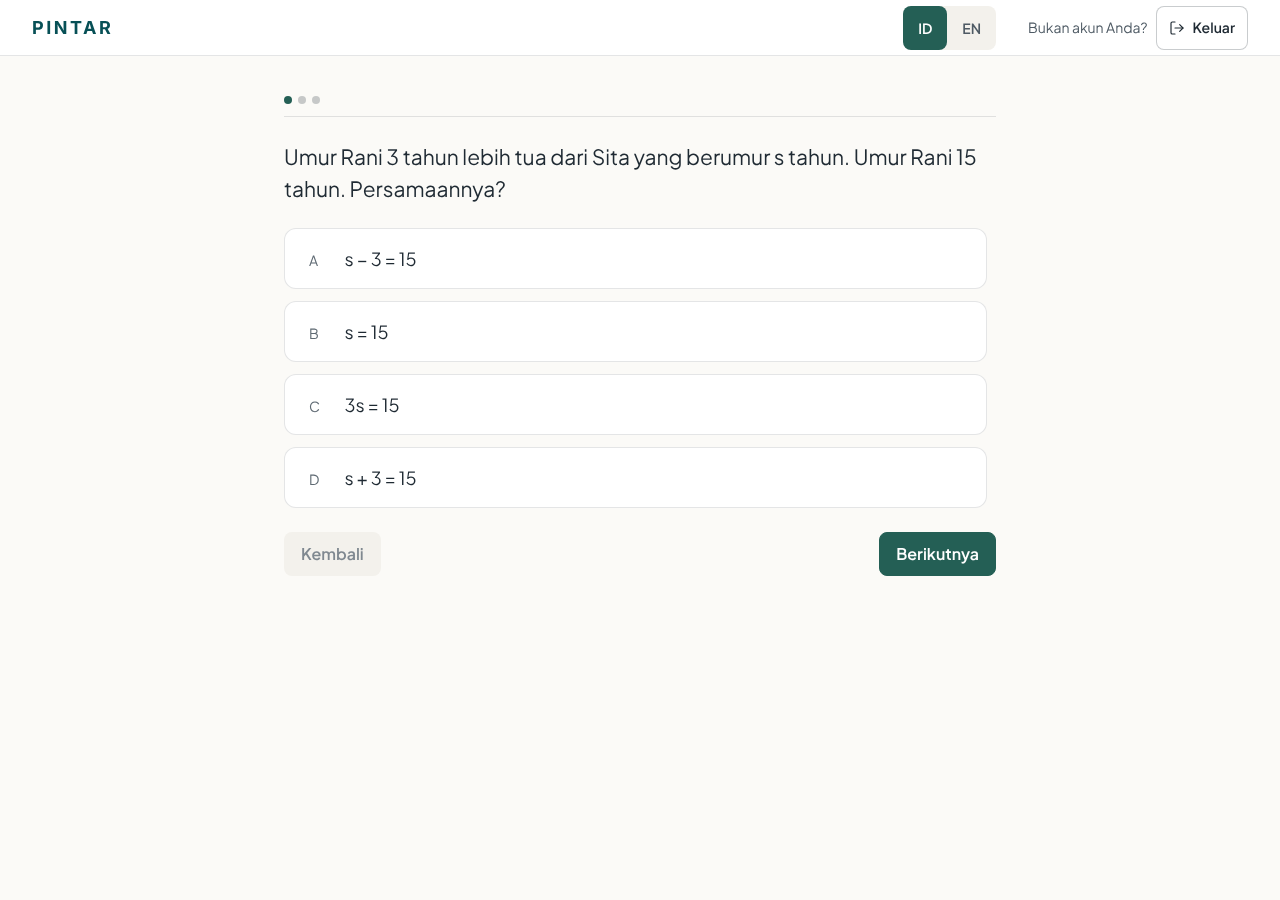 PINTAR
ID
EN
Bukan akun Anda?
Keluar
Umur Rani 3 tahun lebih tua dari Sita yang berumur s tahun. Umur Rani 15
tahun. Persamaannya?
A s – 3 = 15
B s = 15
C 3s = 15
D s + 3 = 15
Kembali
Berikutnya